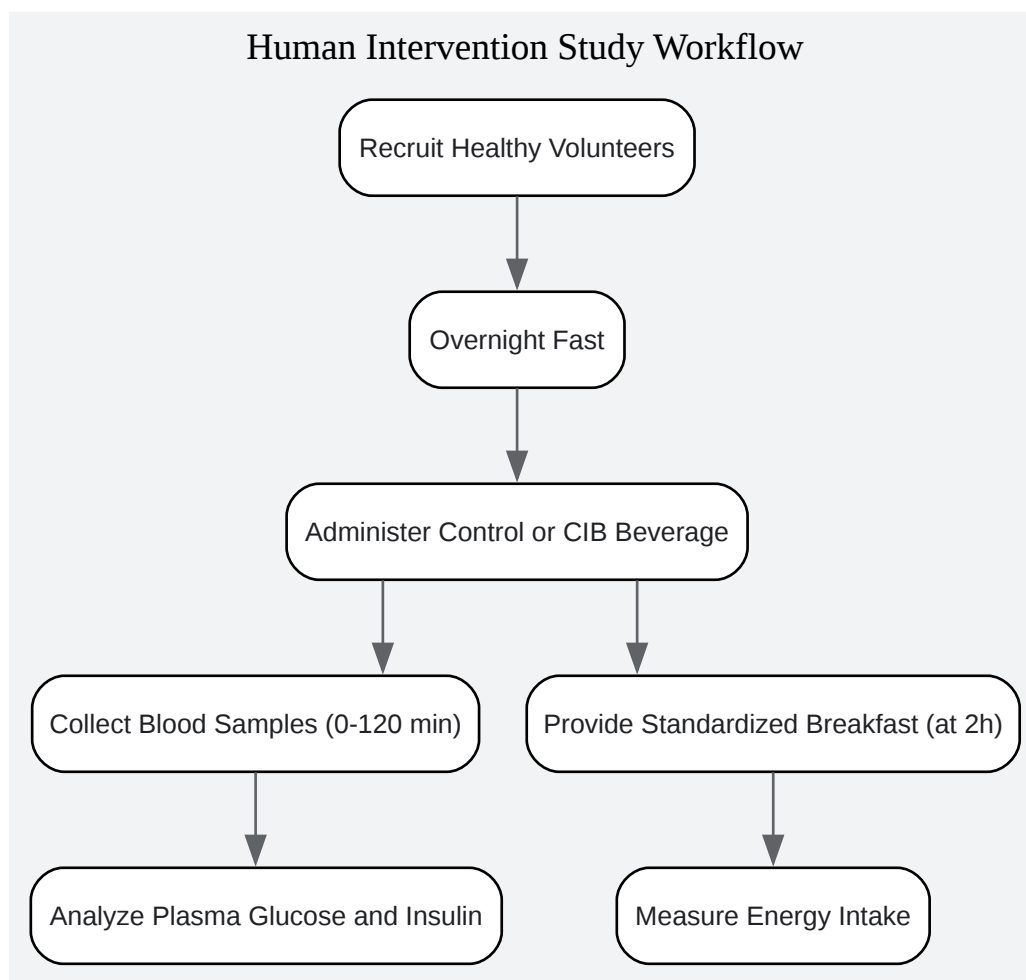 Human Intervention Study Workflow
Recruit Healthy Volunteers
Overnight Fast
Administer Control or CIB Beverage
Collect Blood Samples (0-120 min)
Provide Standardized Breakfast (at 2h)
Analyze Plasma Glucose and Insulin
Measure Energy Intake